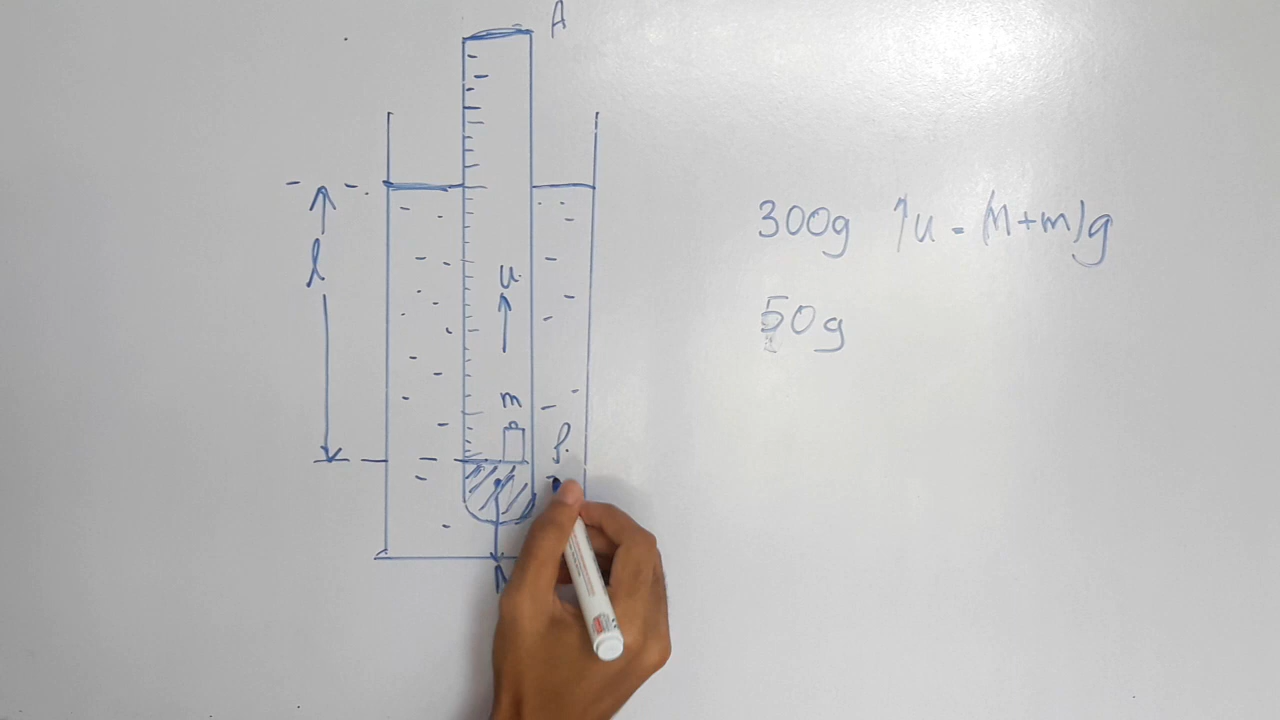 A
l
u
m
300g ↑u = (M+m)g
50g